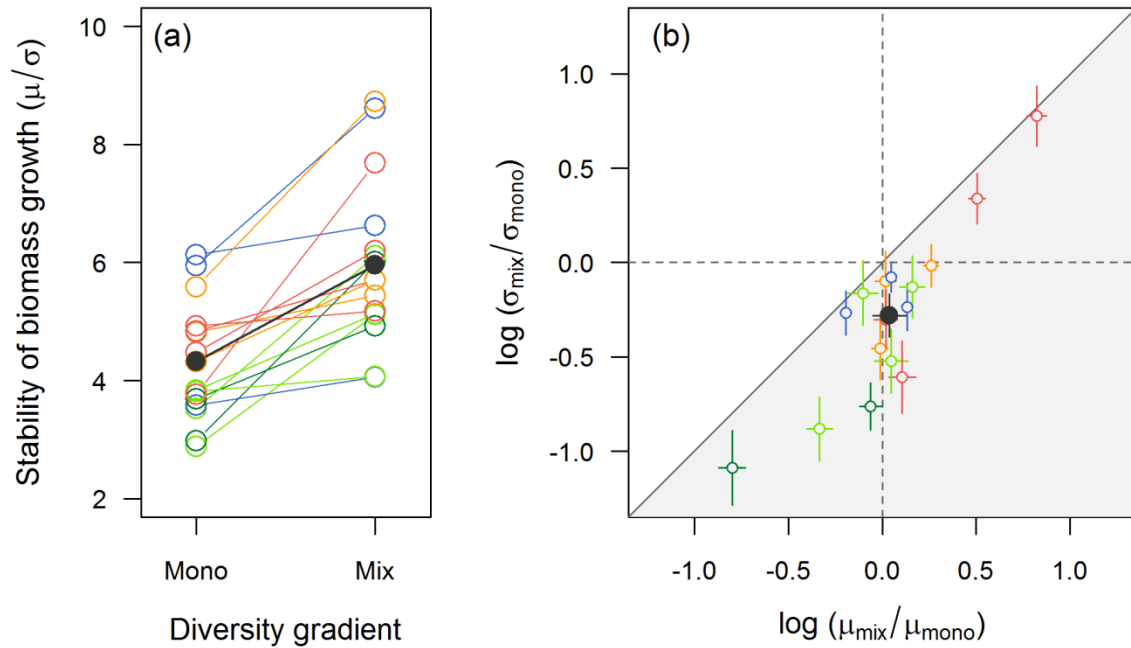 (a)
Stability of biomass growth (μ/σ)
10
8
6
4
2
Mono
Mix
Diversity gradient
(b)
log (σmix/σmono)
1.0
0.5
0.0
-0.5
-1.0
-1.0
-0.5
0.0
0.5
1.0
log (μmix/μmono)